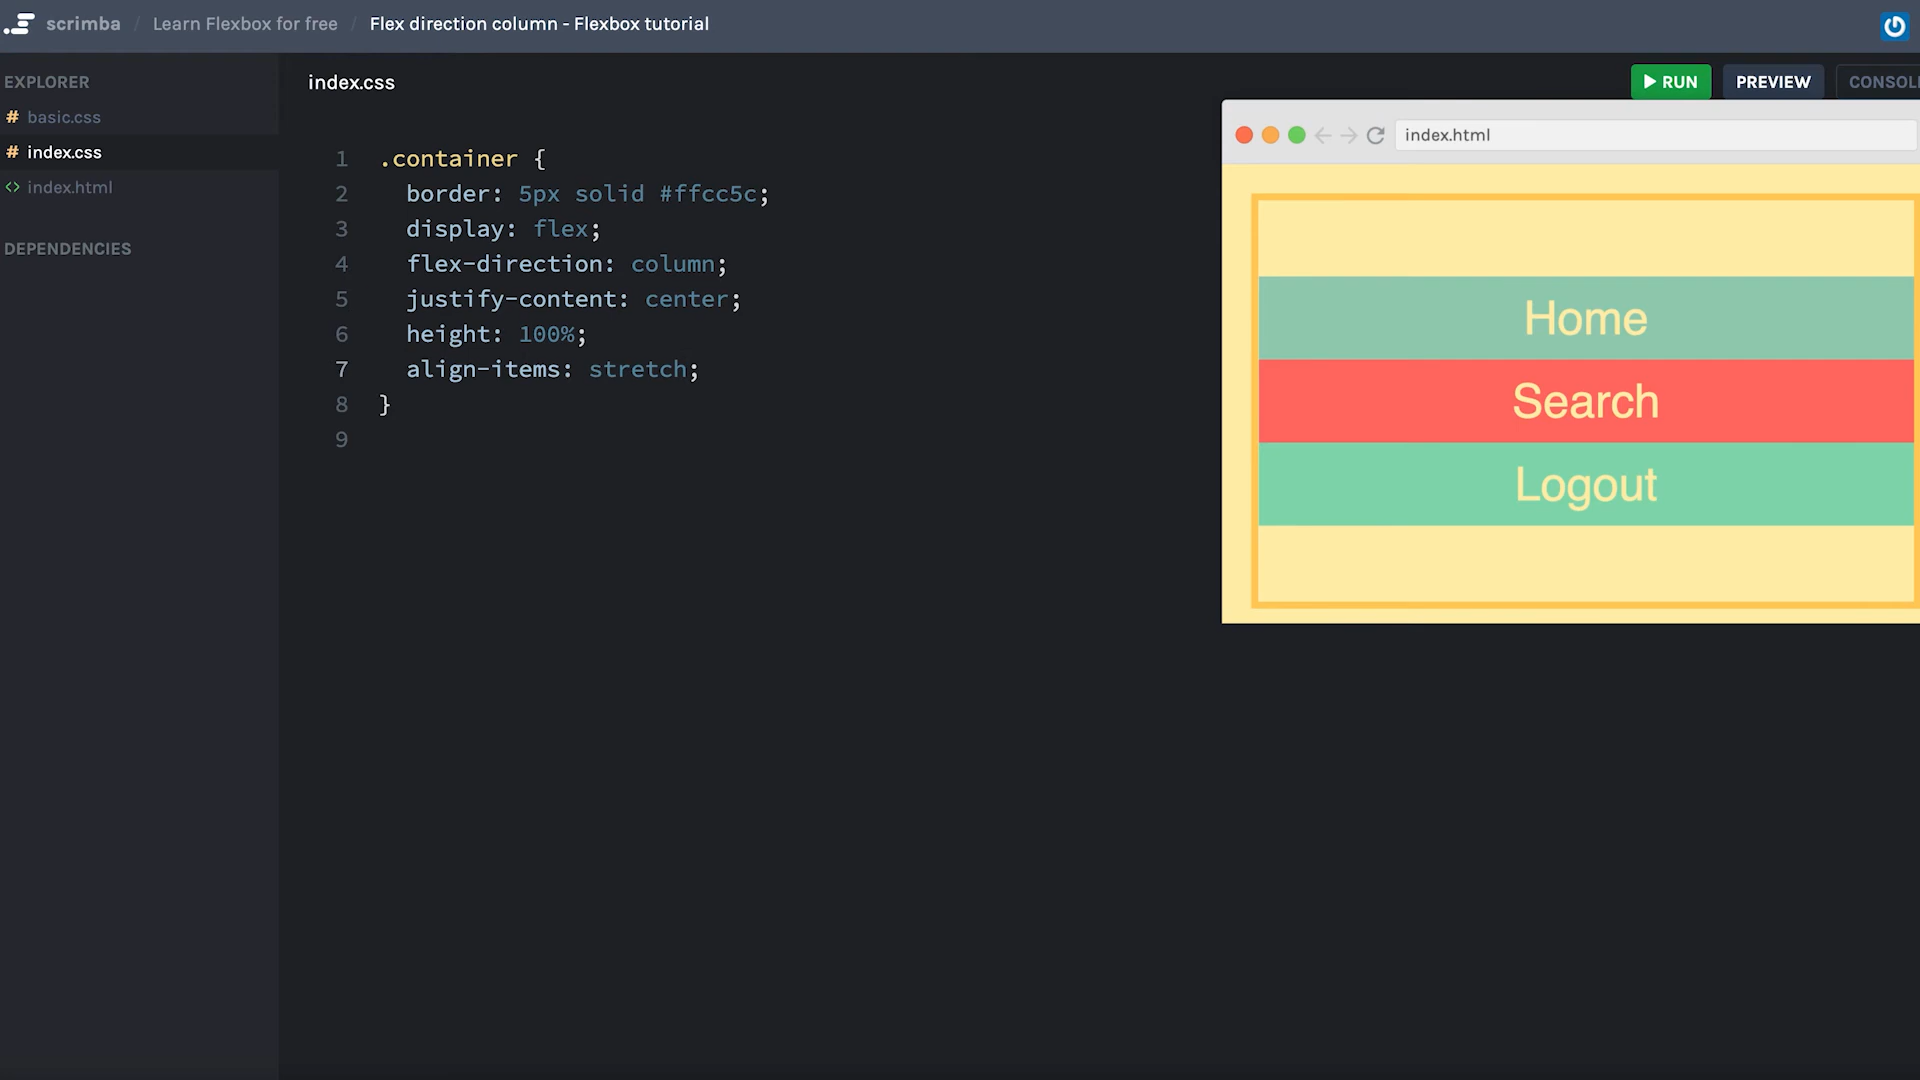 scrimba / Learn Flexbox for free / Flex direction column - Flexbox tutorial
EXPLORER
# basic.css
# index.css
<> index.html
DEPENDENCIES
index.css
RUN PREVIEW CONSOL
1 .container {
2 border: 5px solid #ffcc5c;
3 display: flex;
4 flex-direction: column;
5 justify-content: center;
6 height: 100%;
7 align-items: stretch;
8 }
9
index.html
Home
Search
Logout